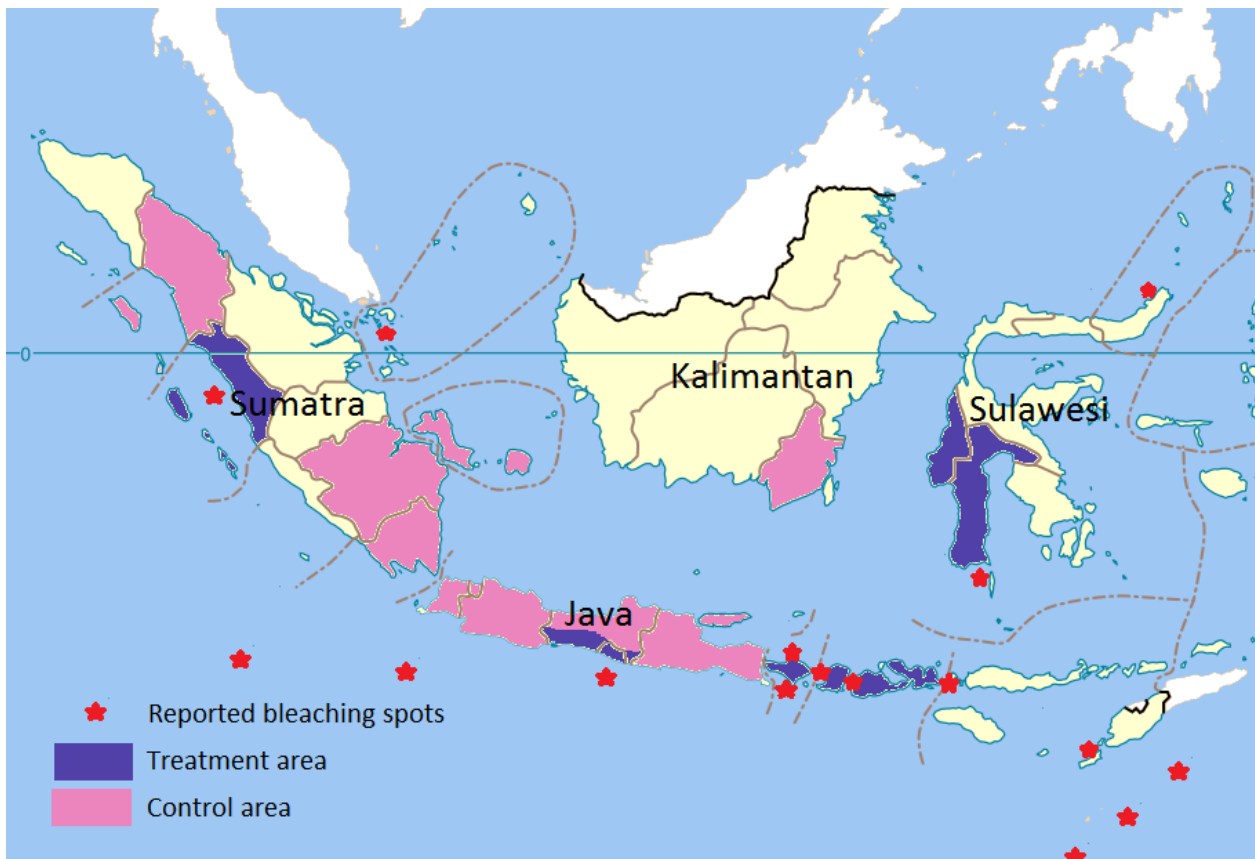 0
Kalimantan
Sumatra
Sulawesi
Java
Reported bleaching spots
Treatment area
Control area